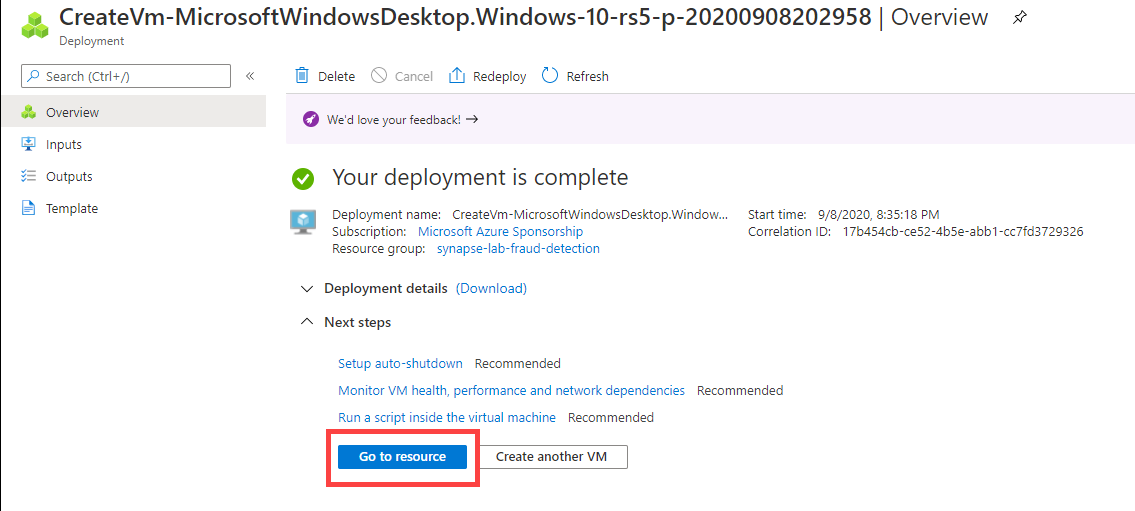 CreateVm-MicrosoftWindowsDesktop.Windows-10-rs5-p-20200908202958 | Overview
Deployment
Search (Ctrl+/)
«
Overview
Inputs
Outputs
Template
Delete
Cancel
Redeploy
Refresh
We'd love your feedback! →
Your deployment is complete
Deployment name: CreateVm-MicrosoftWindowsDesktop.Window...
Subscription: Microsoft Azure Sponsorship
Resource group: synapse-lab-fraud-detection
Start time: 9/8/2020, 8:35:18 PM
Correlation ID: 17b454cb-ce52-4b5e-abb1-cc7fd3729326
Deployment details (Download)
Next steps
Setup auto-shutdown Recommended
Monitor VM health, performance and network dependencies Recommended
Run a script inside the virtual machine Recommended
Go to resource
Create another VM